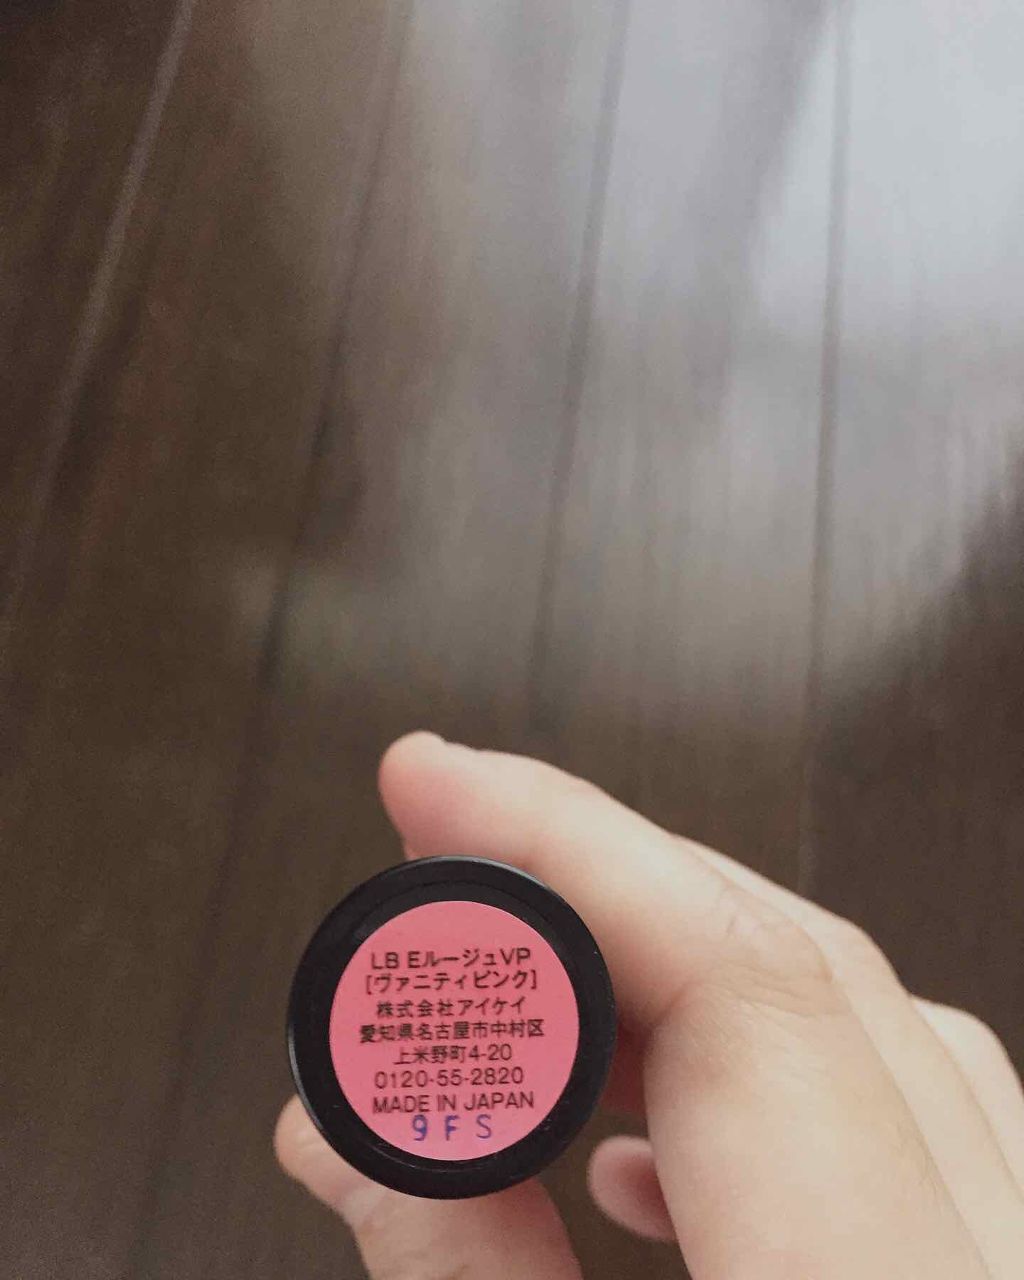 LB EルージュVP
[ヴァニティピンク]
株式会社アイケイ
愛知県名古屋市中村区
上米野町4-20
0120-55-2820
MADE IN JAPAN
9FS